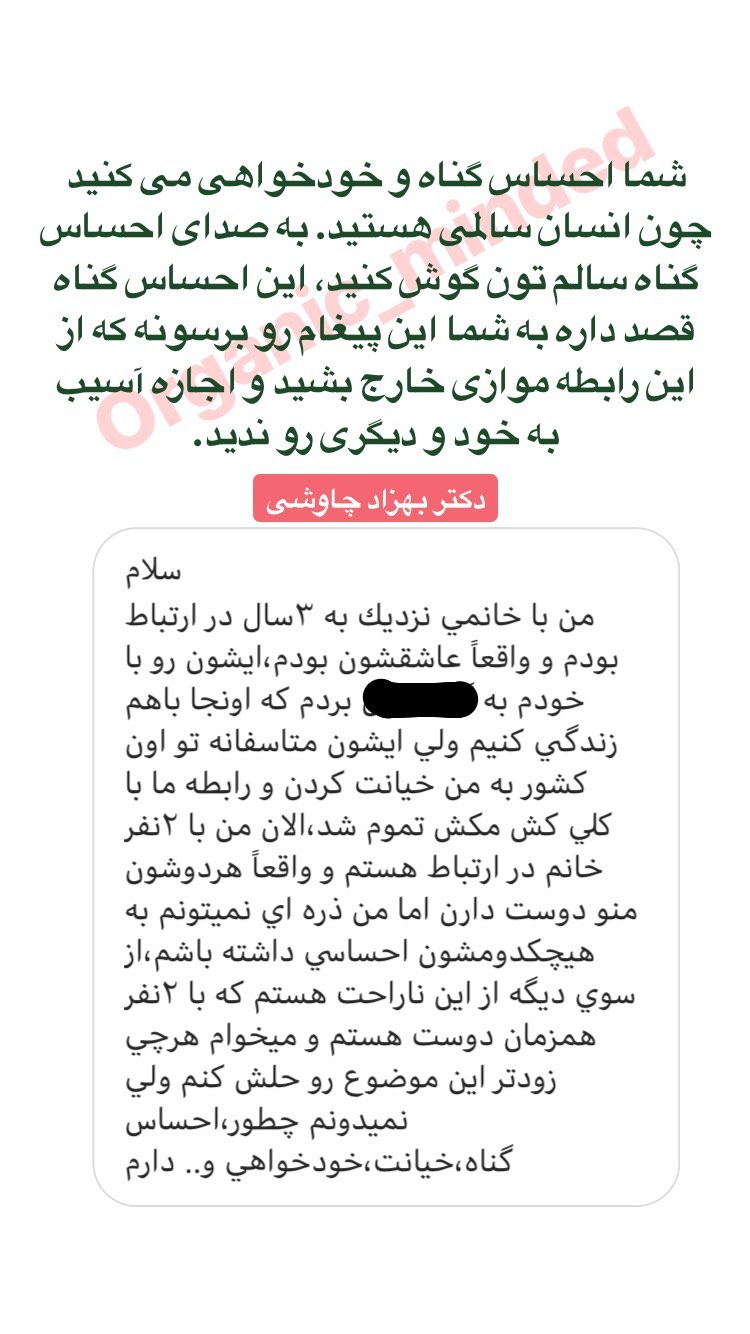 شما احساس گناه و خودخواهی می کنید
چون انسان سالمی هستید. به صدای احساس
گناه سالم تون گوش کنید، این احساس گناه
قصد داره به شما این پیغام رو برسونه که از
این رابطه موازی خارج بشید و اجازه آسیب
به خود و دیگری رو ندید.
Organic_minded
دکتر بهزاد چاوشی
سلام
من با خانمي نزديك به ۳سال در ارتباط
بودم و واقعاً عاشقشون بودم،ايشون رو با
خودم به بردم كه اونجا باهم
زندگي كنيم ولي ايشون متاسفانه تو اون
كشور به من خيانت كردن و رابطه ما با
كلي كش مكش تموم شد،الان من با ۲نفر
خانم در ارتباط هستم و واقعاً هردوشون
منو دوست دارن اما من ذره اي نميتونم به
هيچكدومشون احساسي داشته باشم،از
سوي ديگه از اين ناراحت هستم كه با ۲نفر
همزمان دوست هستم و ميخوام هرچي
زودتر اين موضوع رو حلش كنم ولي
نميدونم چطور،احساس
گناه،خيانت،خودخواهي و.. دارم